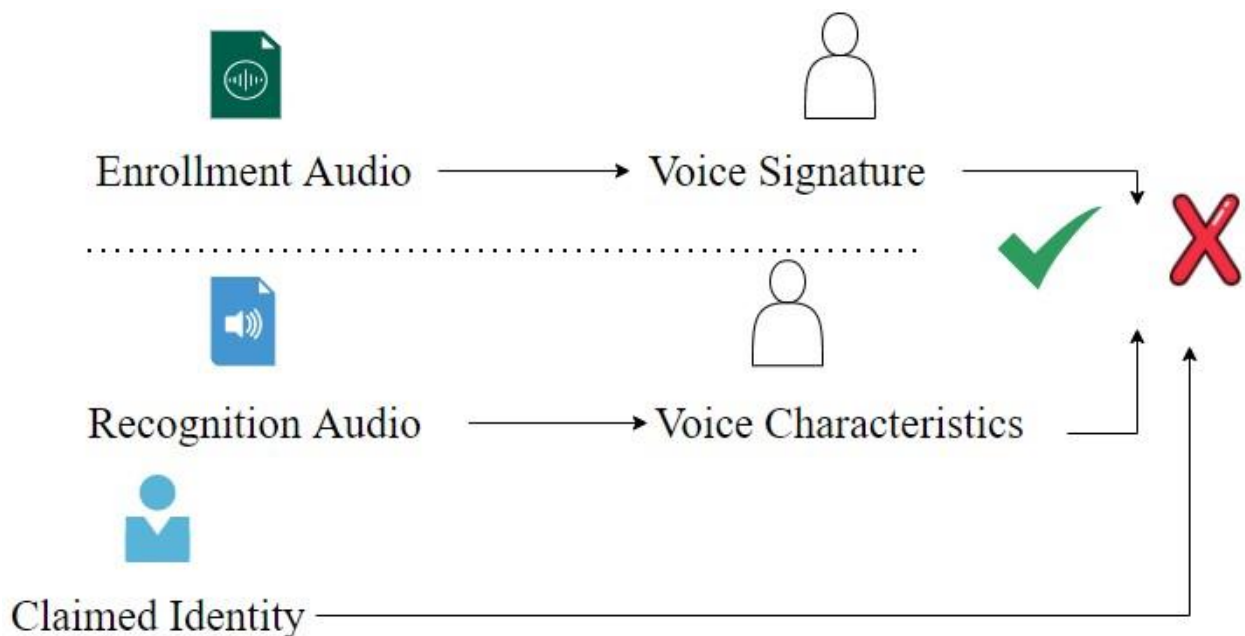 Enrollment Audio
Voice Signature
Recognition Audio
Voice Characteristics
Claimed Identity